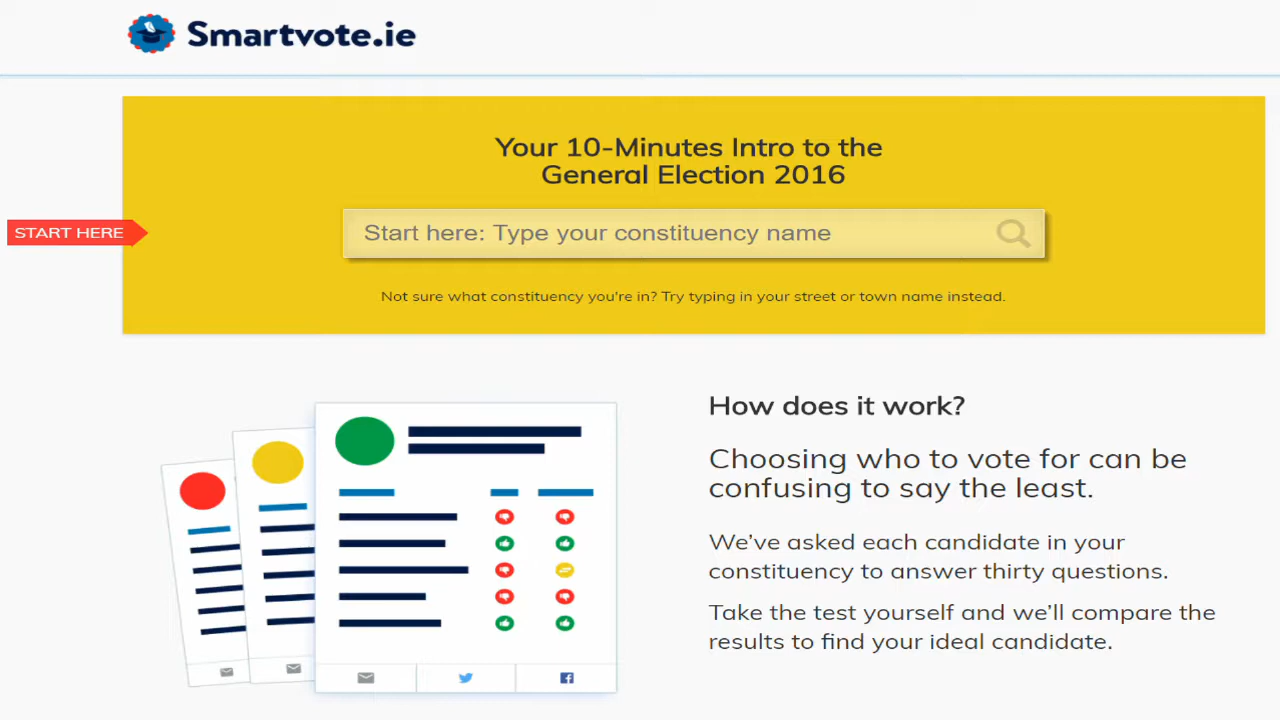 Smartvote.ie
Your 10-Minutes Intro to the
General Election 2016
START HERE
Start here: Type your constituency name
Not sure what constituency you're in? Try typing in your street or town name instead.
How does it work?
Choosing who to vote for can be
confusing to say the least.
We’ve asked each candidate in your
constituency to answer thirty questions.
Take the test yourself and we’ll compare the
results to find your ideal candidate.